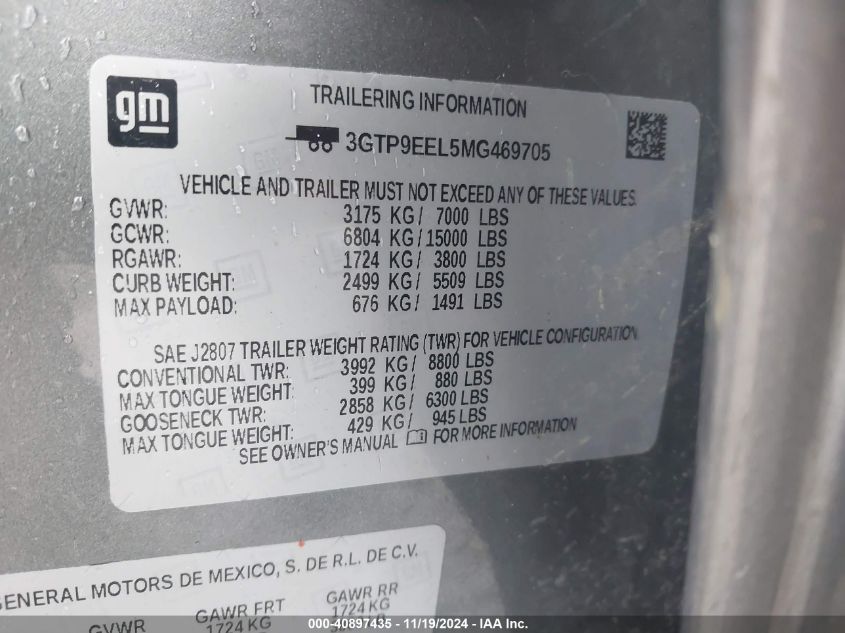 gm
TRAILERING INFORMATION
3GTP9EEL5MG469705
VEHICLE AND TRAILER MUST NOT EXCEED ANY OF THESE VALUES.
GVWR: 3175 KG/ 7000 LBS
GCWR: 6804 KG/15000 LBS
RGAWR: 1724 KG/ 3800 LBS
CURB WEIGHT: 2499 KG/ 5509 LBS
MAX PAYLOAD: 676 KG/ 1491 LBS
SAE J2807 TRAILER WEIGHT RATING (TWR) FOR VEHICLE CONFIGURATION
CONVENTIONAL TWR: 3992 KG/ 8800 LBS
MAX TONGUE WEIGHT: 399 KG/ 880 LBS
GOOSENECK TWR: 2858 KG/ 6300 LBS
MAX TONGUE WEIGHT: 429 KG/ 945 LBS
SEE OWNER'S MANUAL FOR MORE INFORMATION
GENERAL MOTORS DE MEXICO, S. DE R.L. DE C.V.
GVWR GAWR FRT GAWR RR
1724 KG 1724 KG
000-40897435 - 11/19/2024 - IAA Inc.